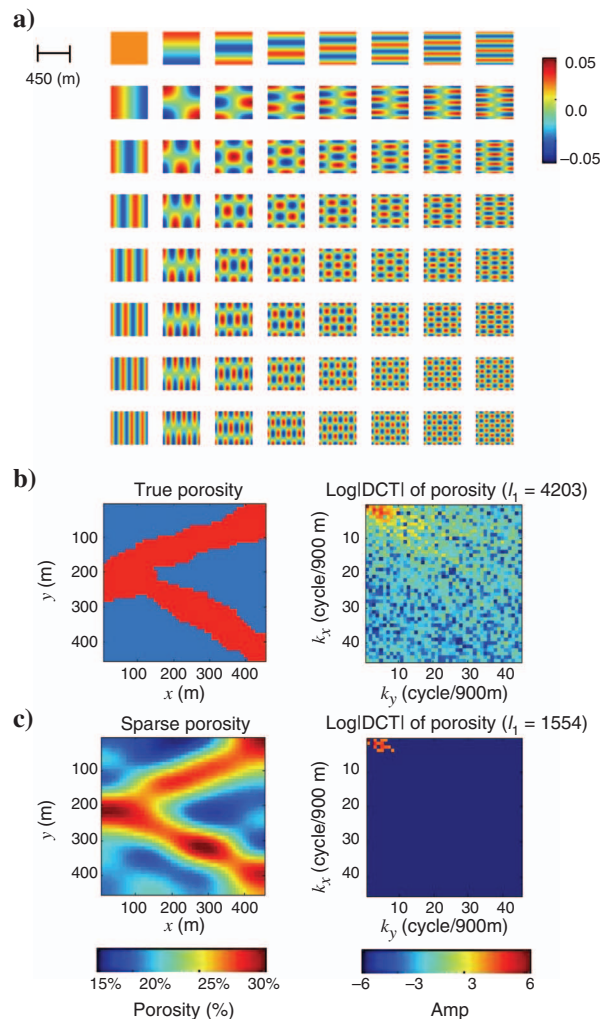 a)
450 (m)
0.05
0.0
−0.05
b)
True porosity
Log|DCT| of porosity (l₁ = 4203)
y (m)
100
200
300
400
100 200 300 400
x (m)
kₓ (cycle/900 m)
10
20
30
40
10 20 30 40
k_y (cycle/900m)
c)
Sparse porosity
Log|DCT| of porosity (l₁ = 1554)
y (m)
100
200
300
400
100 200 300 400
x (m)
kₓ (cycle/900 m)
10
20
30
40
10 20 30 40
k_y (cycle/900m)
15% 20% 25% 30%
Porosity (%)
−6 −3 3 6
Amp